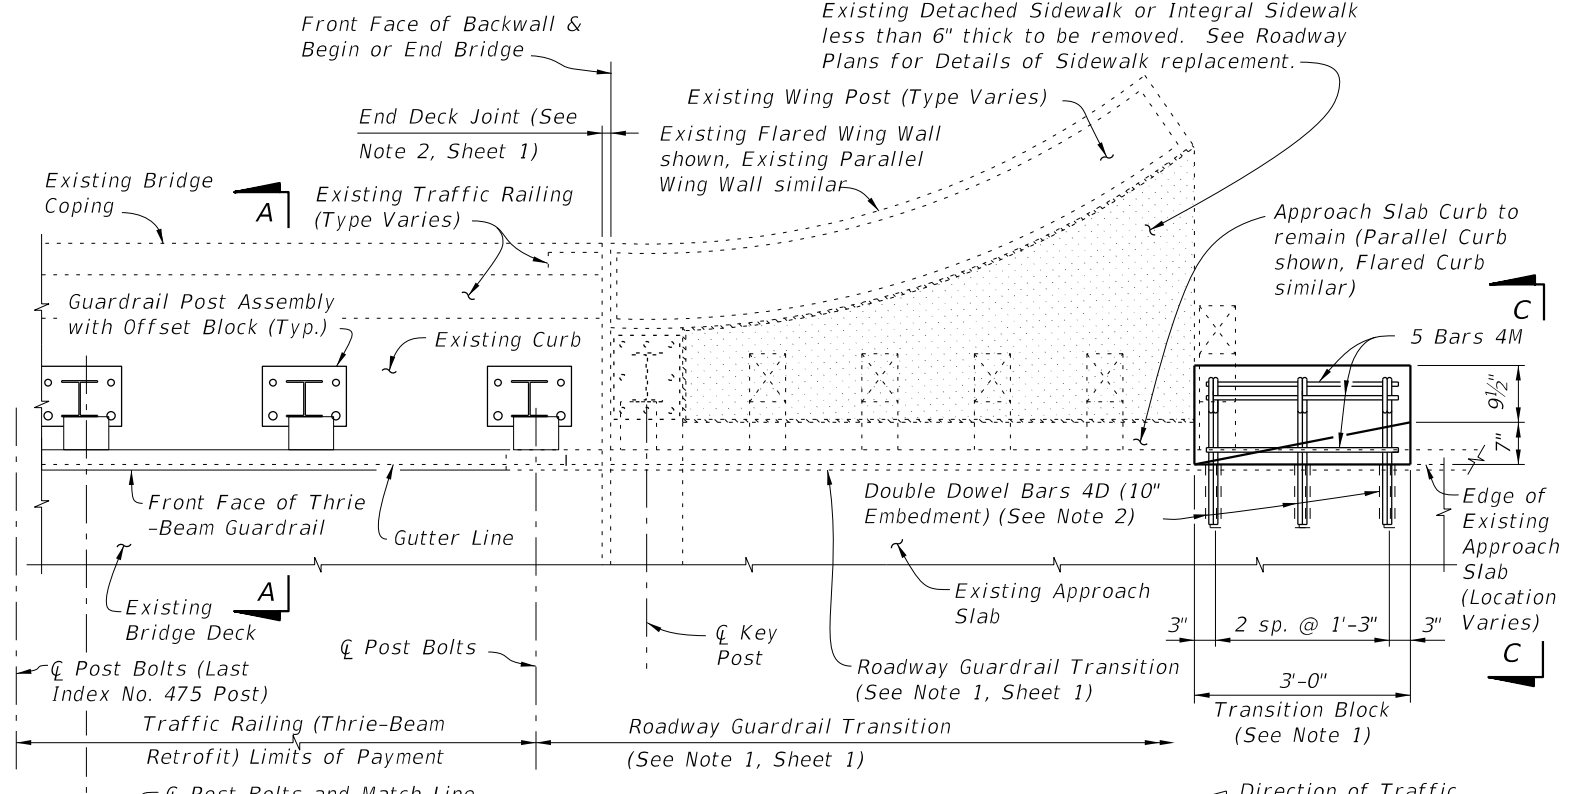 Front Face of Backwall &
Begin or End Bridge
Existing Detached Sidewalk or Integral Sidewalk
less than 6" thick to be removed. See Roadway
Plans for Details of Sidewalk replacement.
Existing Wing Post (Type Varies)
End Deck Joint (See
Note 2, Sheet 1)
Existing Flared Wing Wall
shown, Existing Parallel
Wing Wall similar
Existing Bridge
Coping
A
Existing Traffic Railing
(Type Varies)
Approach Slab Curb to
remain (Parallel Curb
shown, Flared Curb
similar)
C
Guardrail Post Assembly
with Offset Block (Typ.)
Existing Curb
5 Bars 4M
9½"
7"
Front Face of Thrie
-Beam Guardrail
Gutter Line
Double Dowel Bars 4D (10"
Embedment) (See Note 2)
Edge of
Existing
Approach
Slab
(Location
Varies)
Existing
Bridge Deck
A
Existing Approach
Slab
3"
2 sp. @ 1'-3"
3"
℄ Key
Post
℄ Post Bolts
C
℄ Post Bolts (Last
Index No. 475 Post)
Roadway Guardrail Transition
(See Note 1, Sheet 1)
3'-0"
Transition Block
(See Note 1)
Traffic Railing (Thrie-Beam
Retrofit) Limits of Payment
Roadway Guardrail Transition
(See Note 1, Sheet 1)
℄ Post Bolts and Match Line
Direction of Traffic